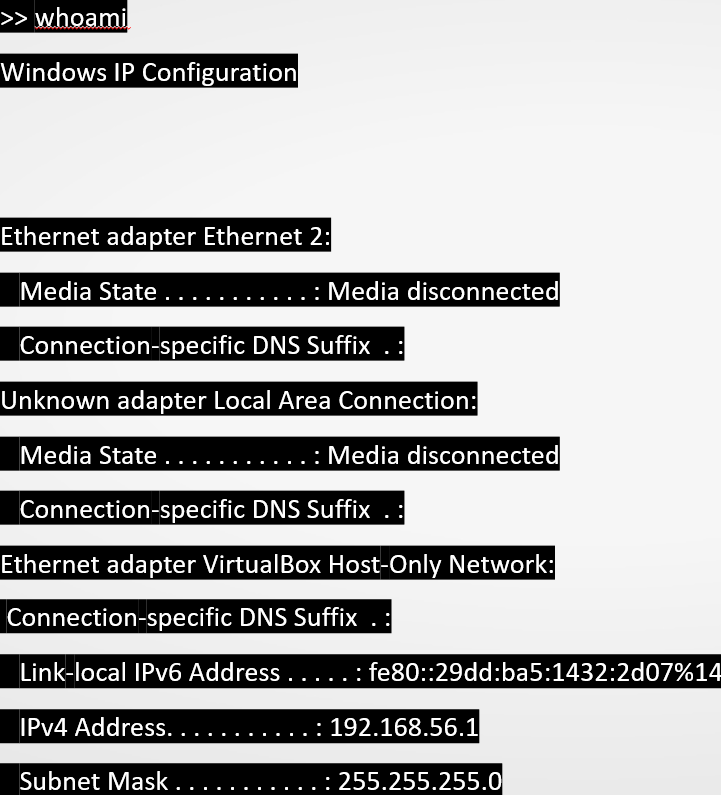 >> whoami
Windows IP Configuration
Ethernet adapter Ethernet 2:
Media State . . . . . . . . . . . : Media disconnected
Connection-specific DNS Suffix  . :
Unknown adapter Local Area Connection:
Media State . . . . . . . . . . . : Media disconnected
Connection-specific DNS Suffix  . :
Ethernet adapter VirtualBox Host-Only Network:
Connection-specific DNS Suffix  . :
Link-local IPv6 Address . . . . . : fe80::29dd:ba5:1432:2d07%14
IPv4 Address. . . . . . . . . . . : 192.168.56.1
Subnet Mask . . . . . . . . . . . : 255.255.255.0